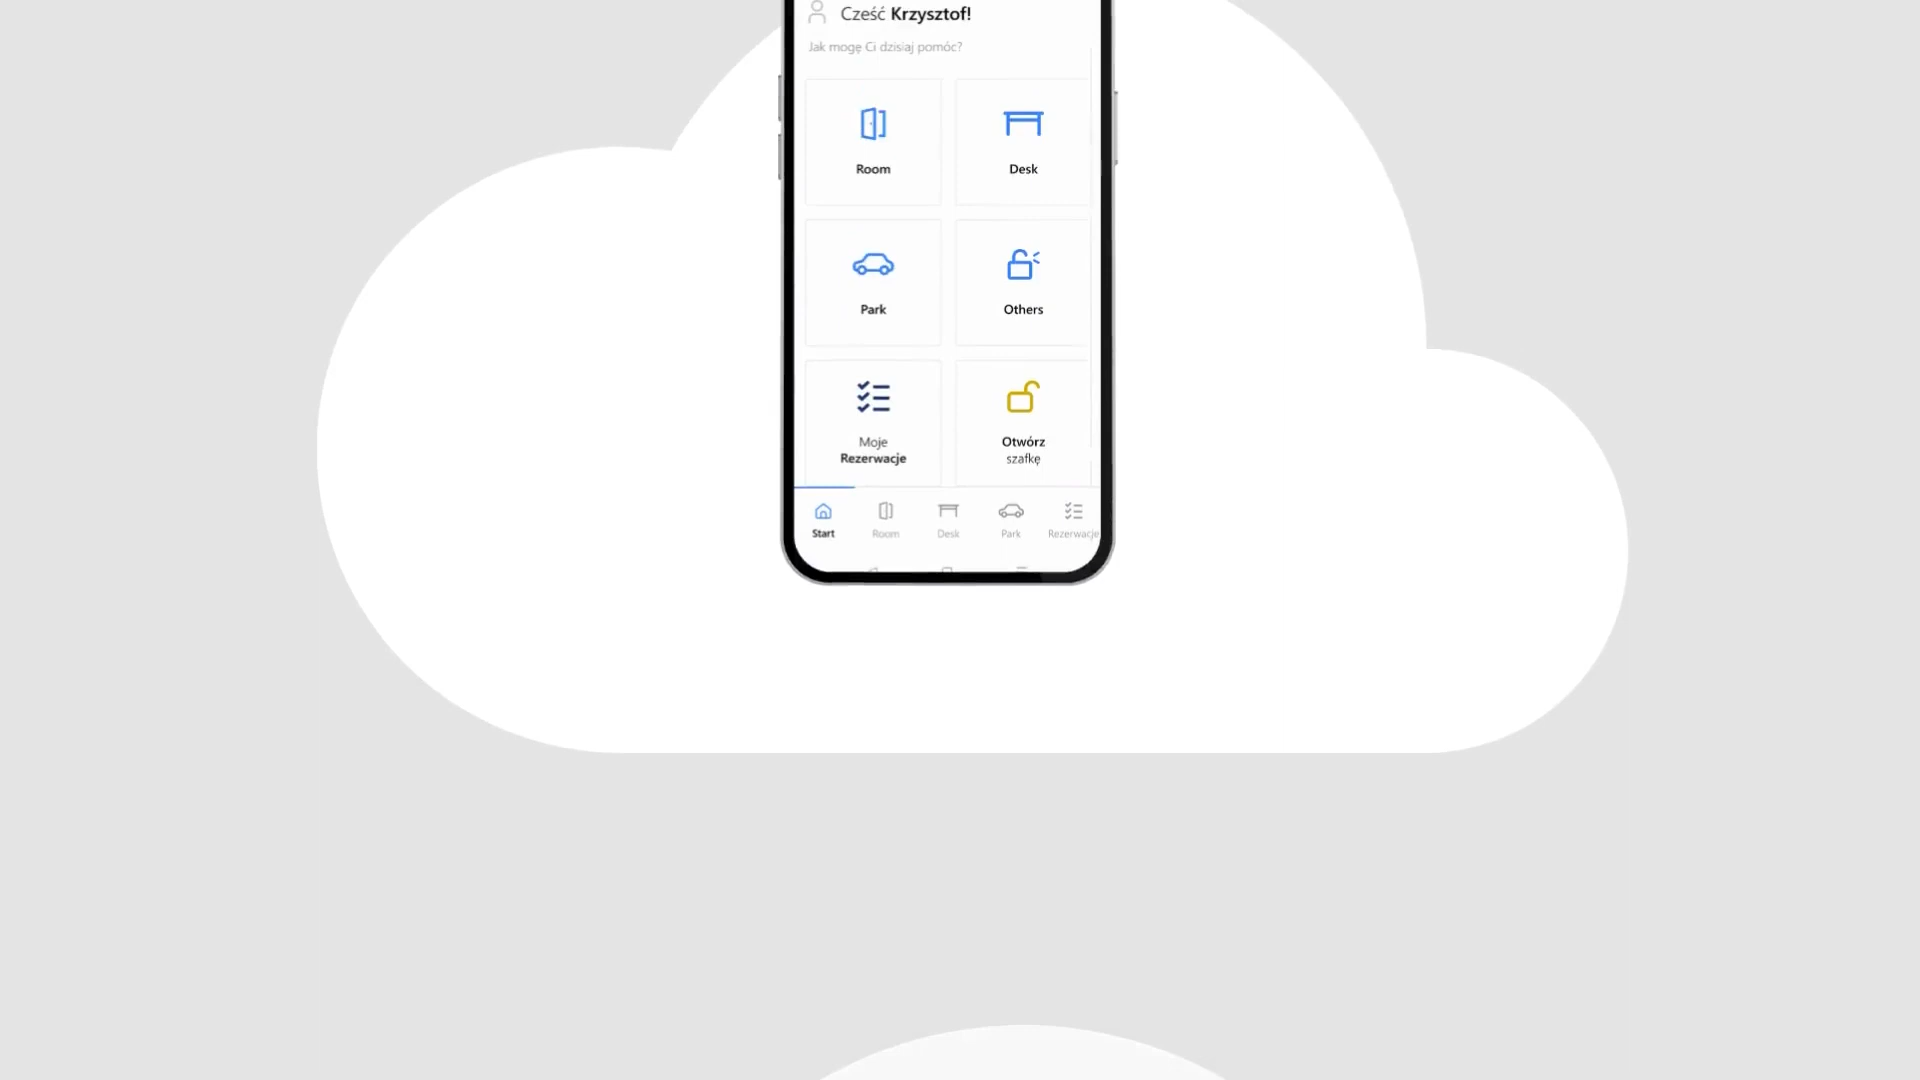 Cześć Krzysztof!
Jak mogę Ci dzisiaj pomóc?
Room
Desk
Park
Others
Moje
Rezerwacje
Otwórz
szafkę
Start
Room
Desk
Park
Rezerwacje